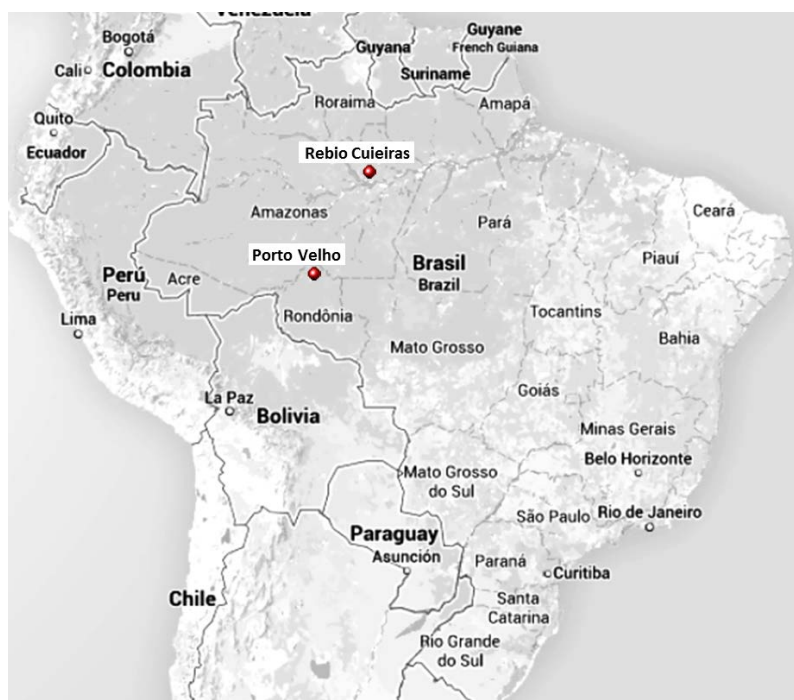 Venezuela
Bogotá
Guyane
French Guiana
Guyana
Cali
Colombia
Suriname
Roraima
Amapá
Quito
Ecuador
Rebio Cuieiras
Amazonas
Ceará
Pará
Porto Velho
Brasil
Brazil
Piauí
Perú
Peru
Acre
Lima
Rondônia
Tocantins
Mato Grosso
Bahia
La Paz
Bolivia
Goiás
Minas Gerais
Belo Horizonte
Mato Grosso
do Sul
São Paulo
Rio de Janeiro
Paraguay
Asunción
Paraná
Curitiba
Chile
Santa
Catarina
Rio Grande
do Sul